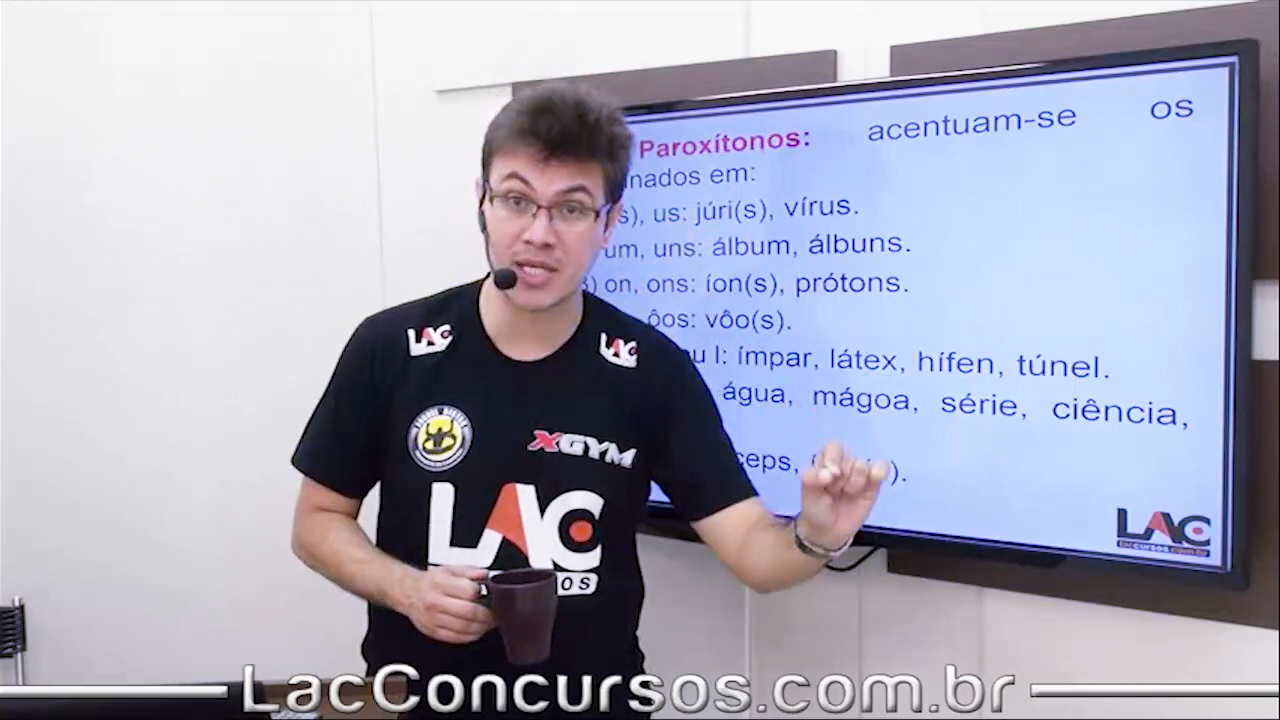 Paroxítonos: acentuam-se os
nados em:
s), us: júri(s), vírus.
um, uns: álbum, álbuns.
) on, ons: íon(s), prótons.
ôos: vôo(s).
u l: ímpar, látex, hífen, túnel.
água, mágoa, série, ciência,
ceps, ).
LAC
laccursos.com.br
LAC
LAC
XGYM
LAC
OS
LacConcursos.com.br